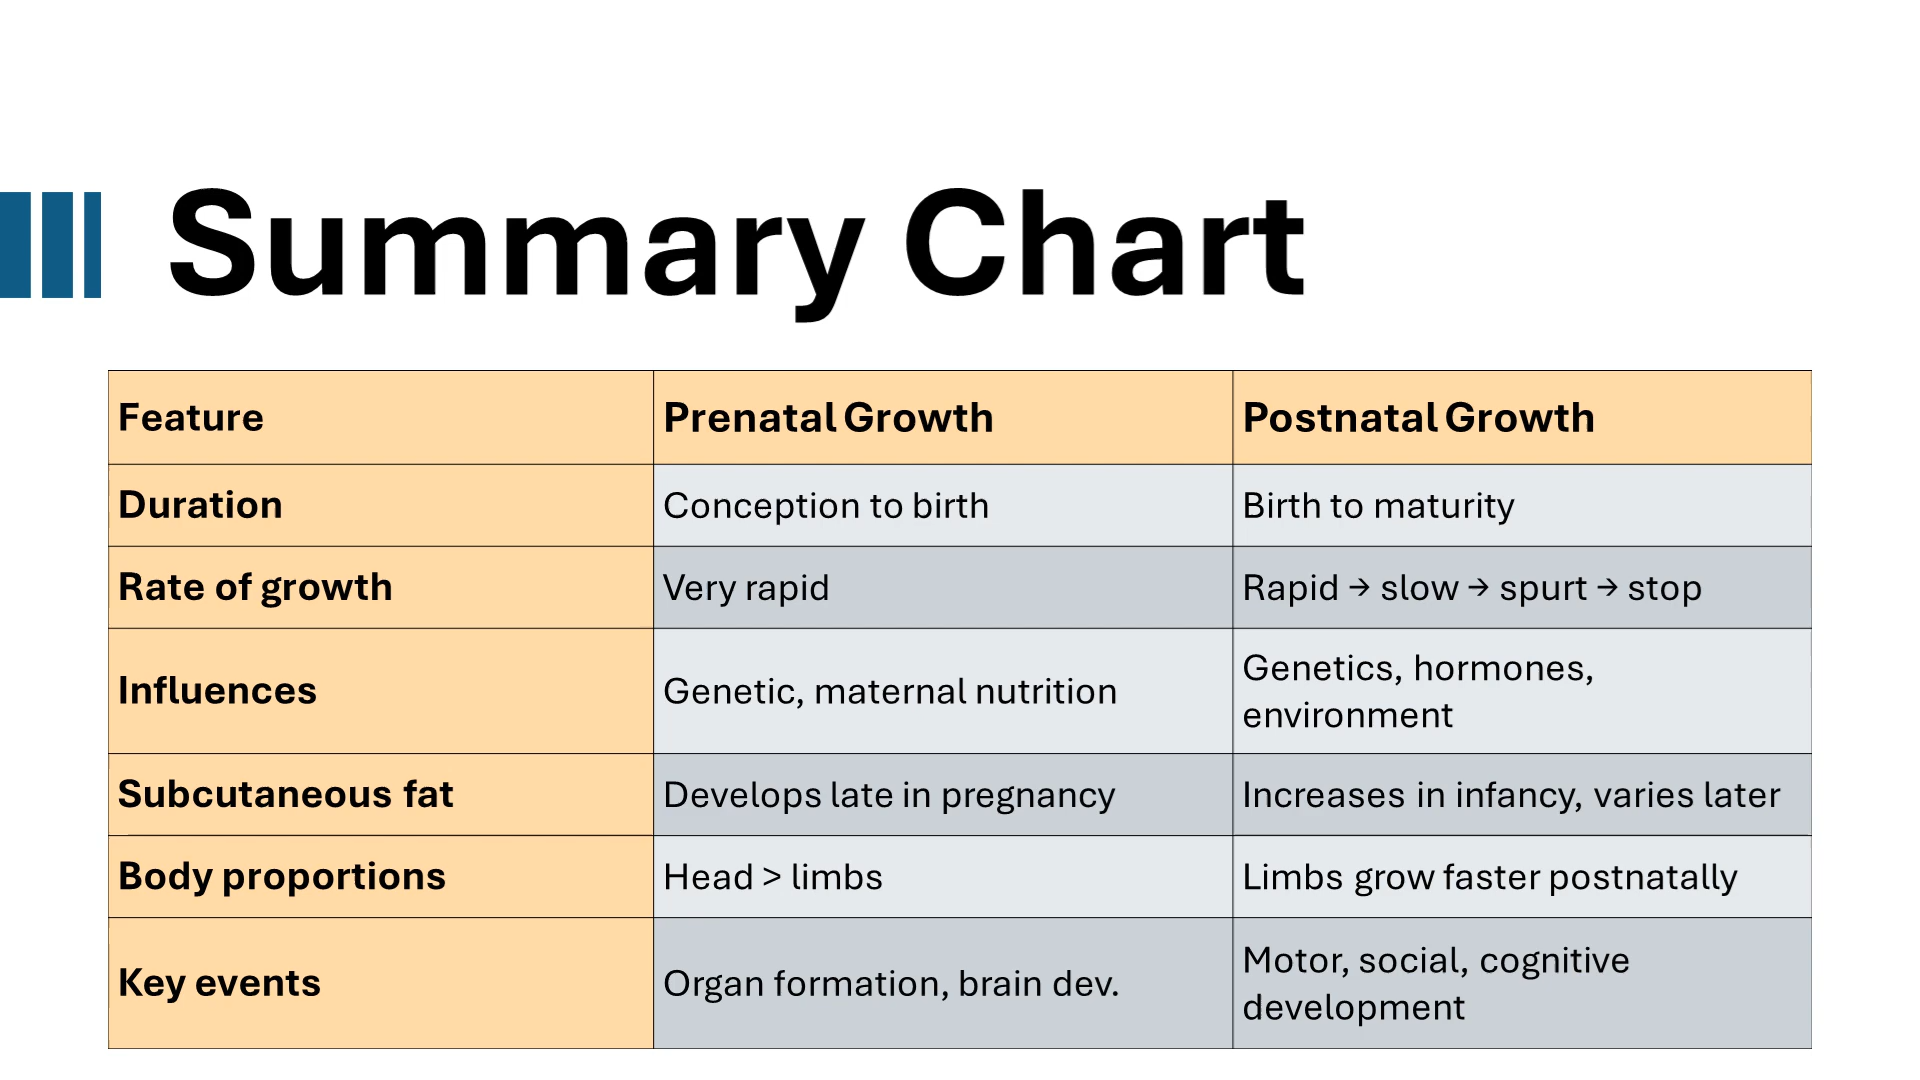 Summary Chart
Feature
Prenatal Growth
Postnatal Growth
Duration
Conception to birth
Birth to maturity
Rate of growth
Very rapid
Rapid → slow → spurt → stop
Influences
Genetic, maternal nutrition
Genetics, hormones,
environment
Subcutaneous fat
Develops late in pregnancy
Increases in infancy, varies later
Body proportions
Head > limbs
Limbs grow faster postnatally
Key events
Organ formation, brain dev.
Motor, social, cognitive
development